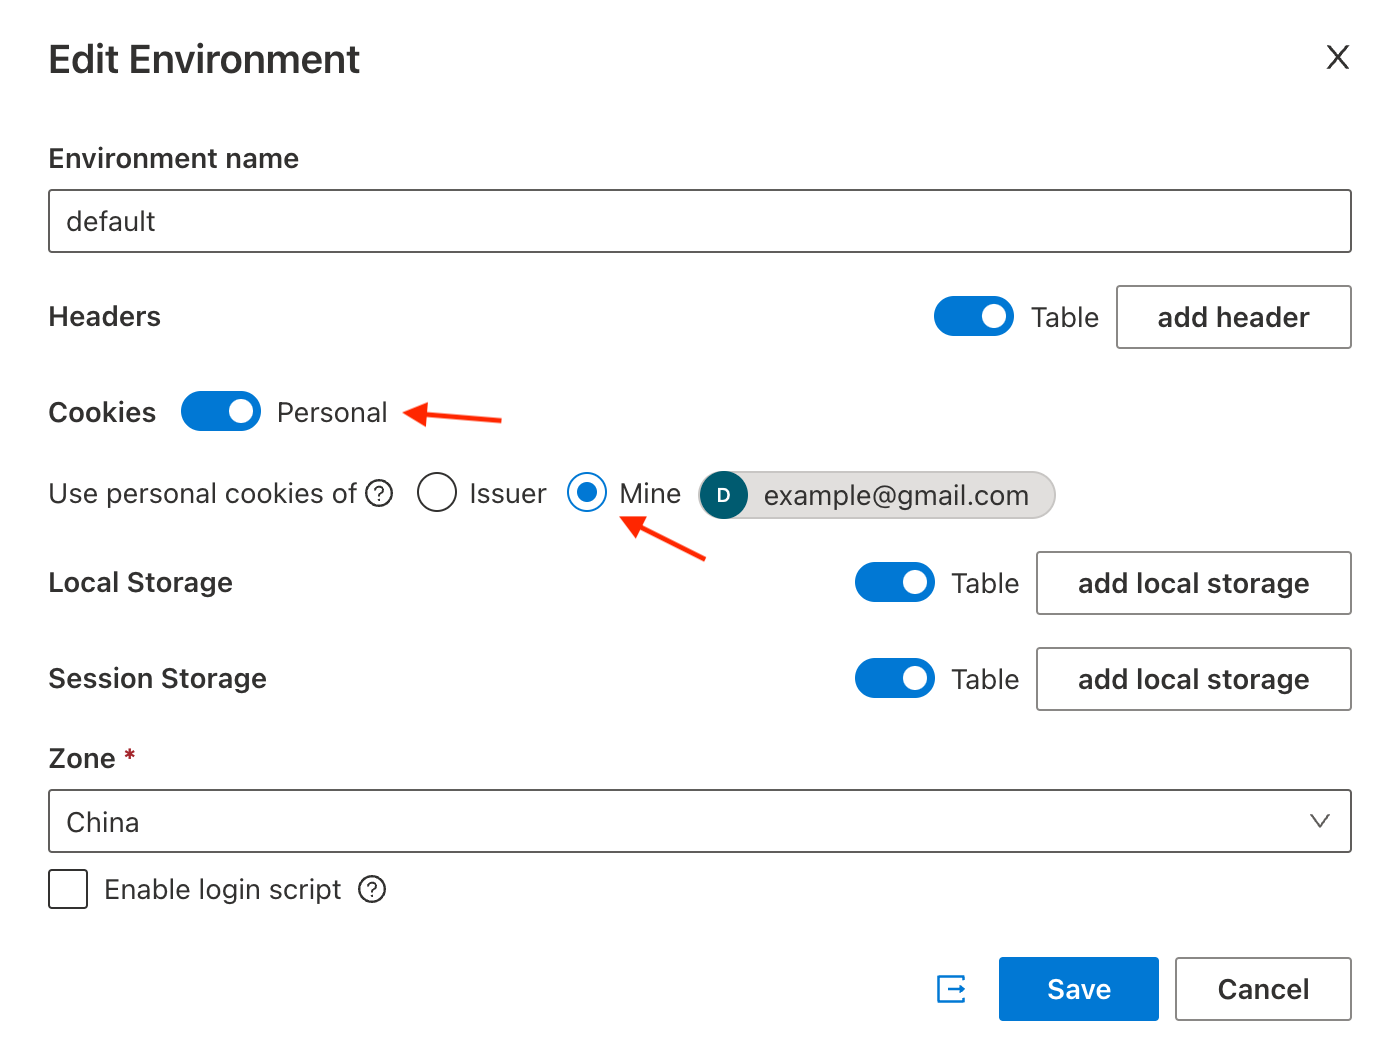 Edit Environment
Environment name
default
Headers Table add header
Cookies Personal
Use personal cookies of ? Issuer Mine D example@gmail.com
Local Storage Table add local storage
Session Storage Table add local storage
Zone *
China
Enable login script ?
Save Cancel